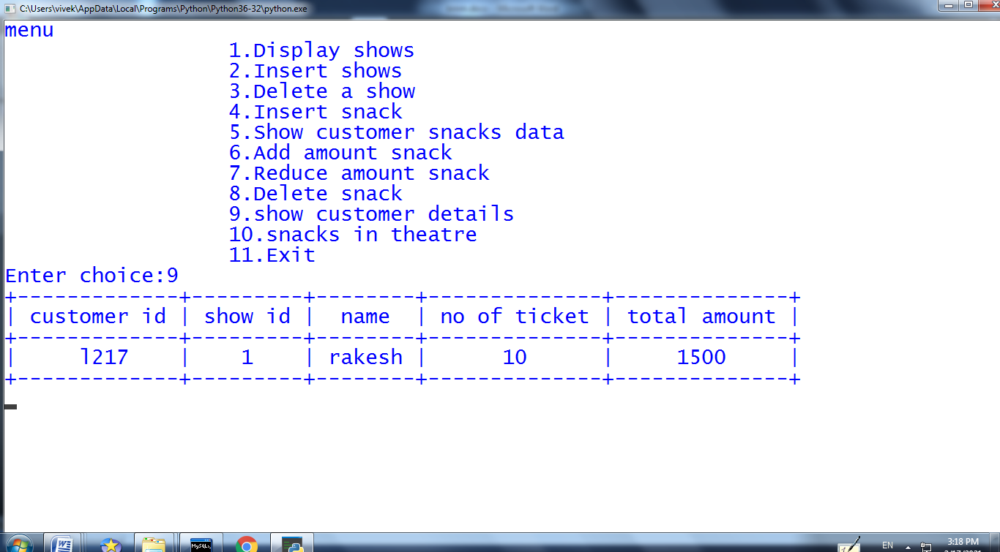 C:\Users\vivek\AppData\Local\Programs\Python\Python36-32\python.exe
menu
1.Display shows
2.Insert shows
3.Delete a show
4.Insert snack
5.Show customer snacks data
6.Add amount snack
7.Reduce amount snack
8.Delete snack
9.show customer details
10.snacks in theatre
11.Exit
Enter choice:9
+-------------+---------+--------+--------------+--------------+
| customer id | show id | name | no of ticket | total amount |
+-------------+---------+--------+--------------+--------------+
| l217 | 1 | rakesh | 10 | 1500 |
+-------------+---------+--------+--------------+--------------+
MySQL
EN
3:18 PM